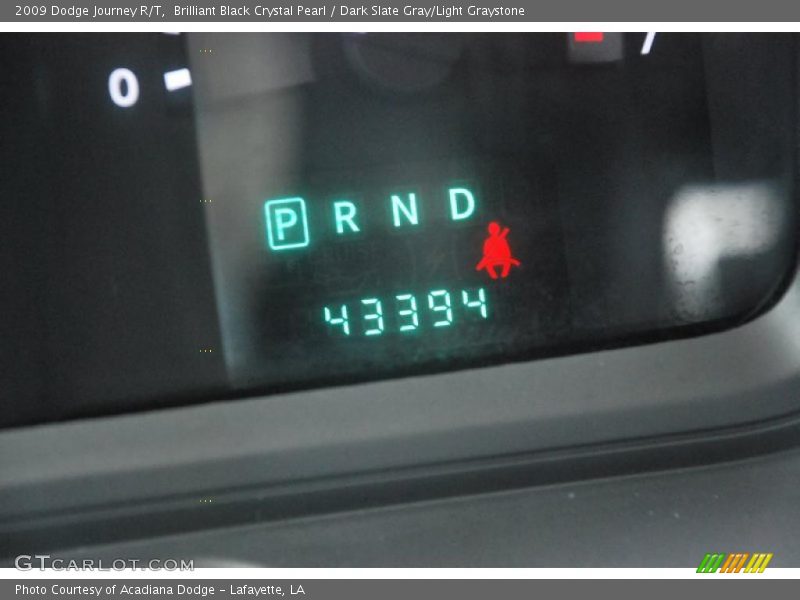 2009 Dodge Journey R/T, Brilliant Black Crystal Pearl / Dark Slate Gray/Light Graystone
0
P R N D
43394
GTCARLOT.COM
Photo Courtesy of Acadiana Dodge - Lafayette, LA